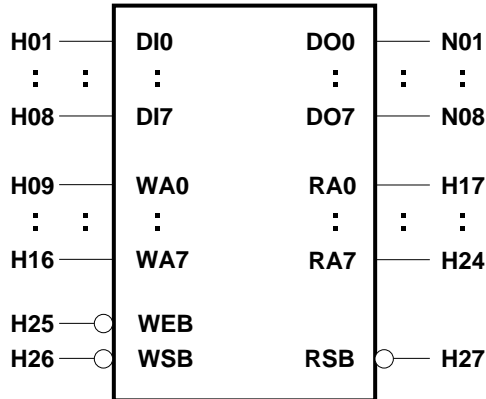 H01 DI0 DO0 N01
: : : : : :
H08 DI7 DO7 N08
H09 WA0 RA0 H17
: : : : : :
H16 WA7 RA7 H24
H25 WEB
H26 WSB RSB H27